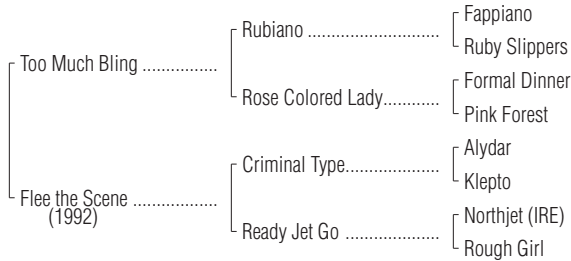 Fappiano
Rubiano ............................
Ruby Slippers
Too Much Bling ................
Formal Dinner
Rose Colored Lady............
Pink Forest
Alydar
Criminal Type....................
Klepto
Flee the Scene ..................
(1992)
Northjet (IRE)
Ready Jet Go ....................
Rough Girl